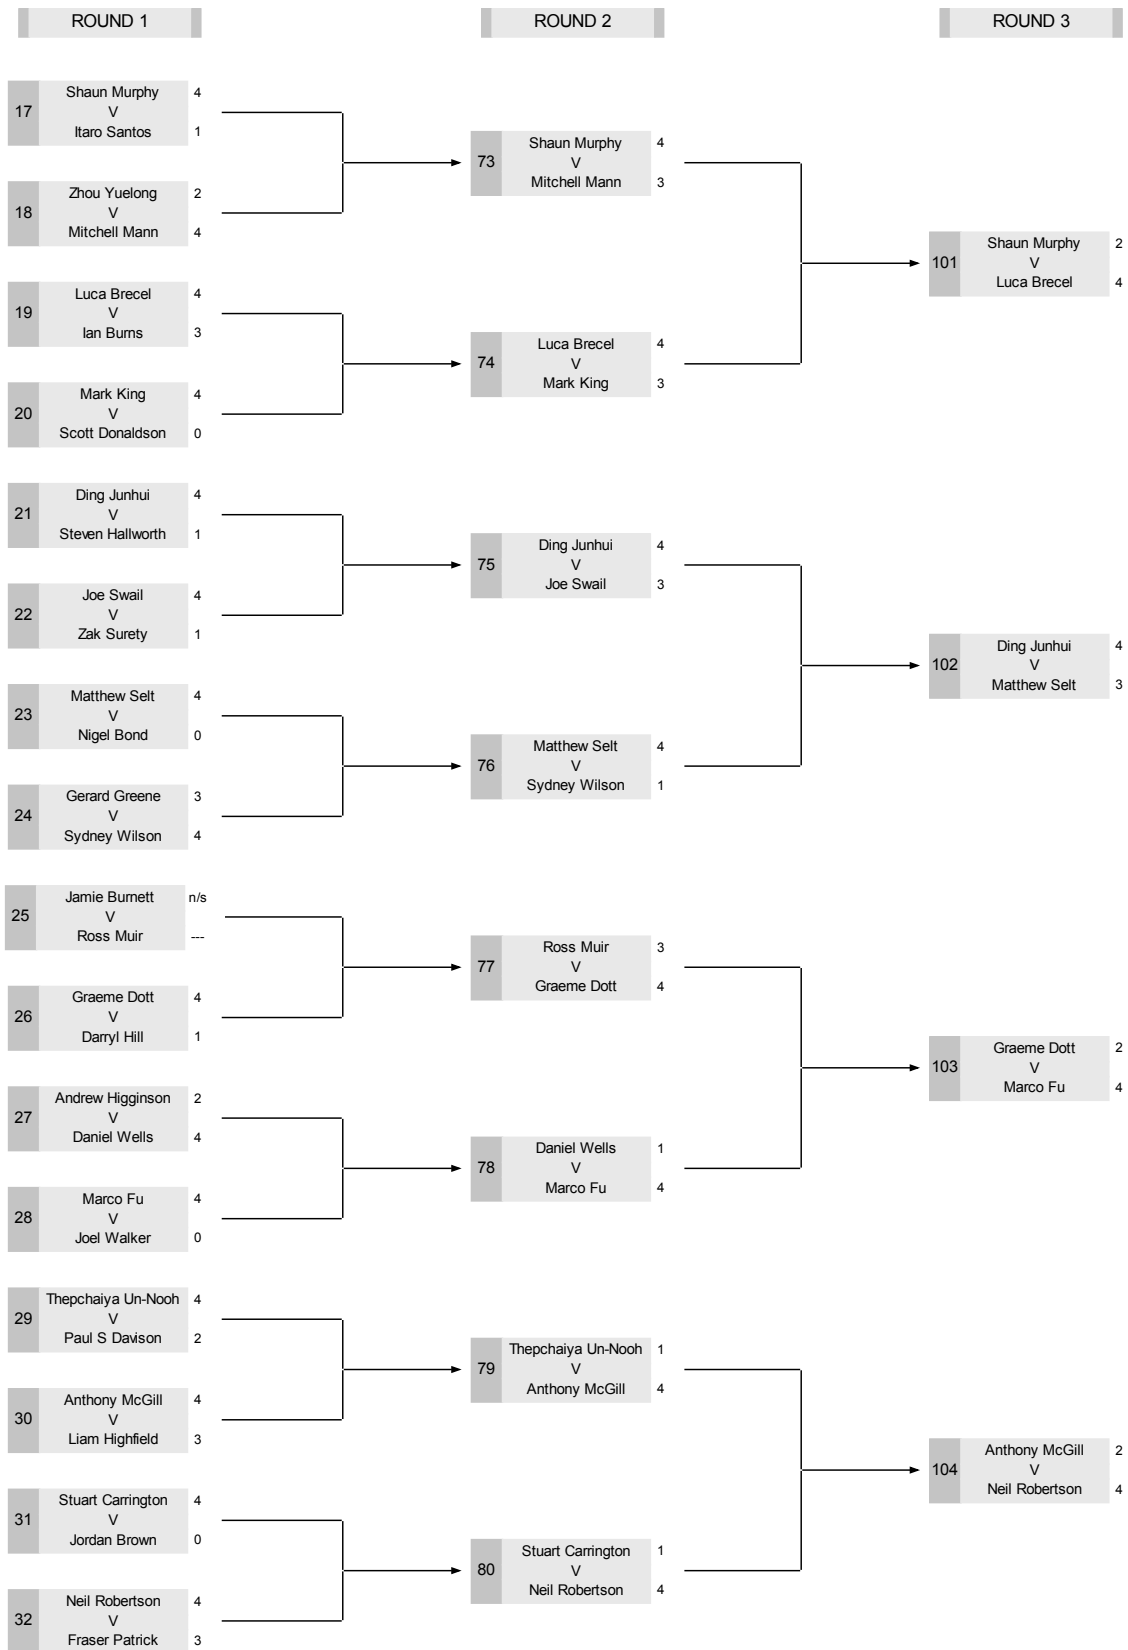 ROUND 1
ROUND 2
ROUND 3
17
Shaun Murphy 4
V
Itaro Santos 1
18
Zhou Yuelong 2
V
Mitchell Mann 4
19
Luca Brecel 4
V
Ian Burns 3
20
Mark King 4
V
Scott Donaldson 0
21
Ding Junhui 4
V
Steven Hallworth 1
22
Joe Swail 4
V
Zak Surety 1
23
Matthew Selt 4
V
Nigel Bond 0
24
Gerard Greene 3
V
Sydney Wilson 4
25
Jamie Burnett n/s
V
Ross Muir ---
26
Graeme Dott 4
V
Darryl Hill 1
27
Andrew Higginson 2
V
Daniel Wells 4
28
Marco Fu 4
V
Joel Walker 0
29
Thepchaiya Un-Nooh 4
V
Paul S Davison 2
30
Anthony McGill 4
V
Liam Highfield 3
31
Stuart Carrington 4
V
Jordan Brown 0
32
Neil Robertson 4
V
Fraser Patrick 3
73
Shaun Murphy 4
V
Mitchell Mann 3
74
Luca Brecel 4
V
Mark King 3
75
Ding Junhui 4
V
Joe Swail 3
76
Matthew Selt 4
V
Sydney Wilson 1
77
Ross Muir 3
V
Graeme Dott 4
78
Daniel Wells 1
V
Marco Fu 4
79
Thepchaiya Un-Nooh 1
V
Anthony McGill 4
80
Stuart Carrington 1
V
Neil Robertson 4
101
Shaun Murphy 2
V
Luca Brecel 4
102
Ding Junhui 4
V
Matthew Selt 3
103
Graeme Dott 2
V
Marco Fu 4
104
Anthony McGill 2
V
Neil Robertson 4